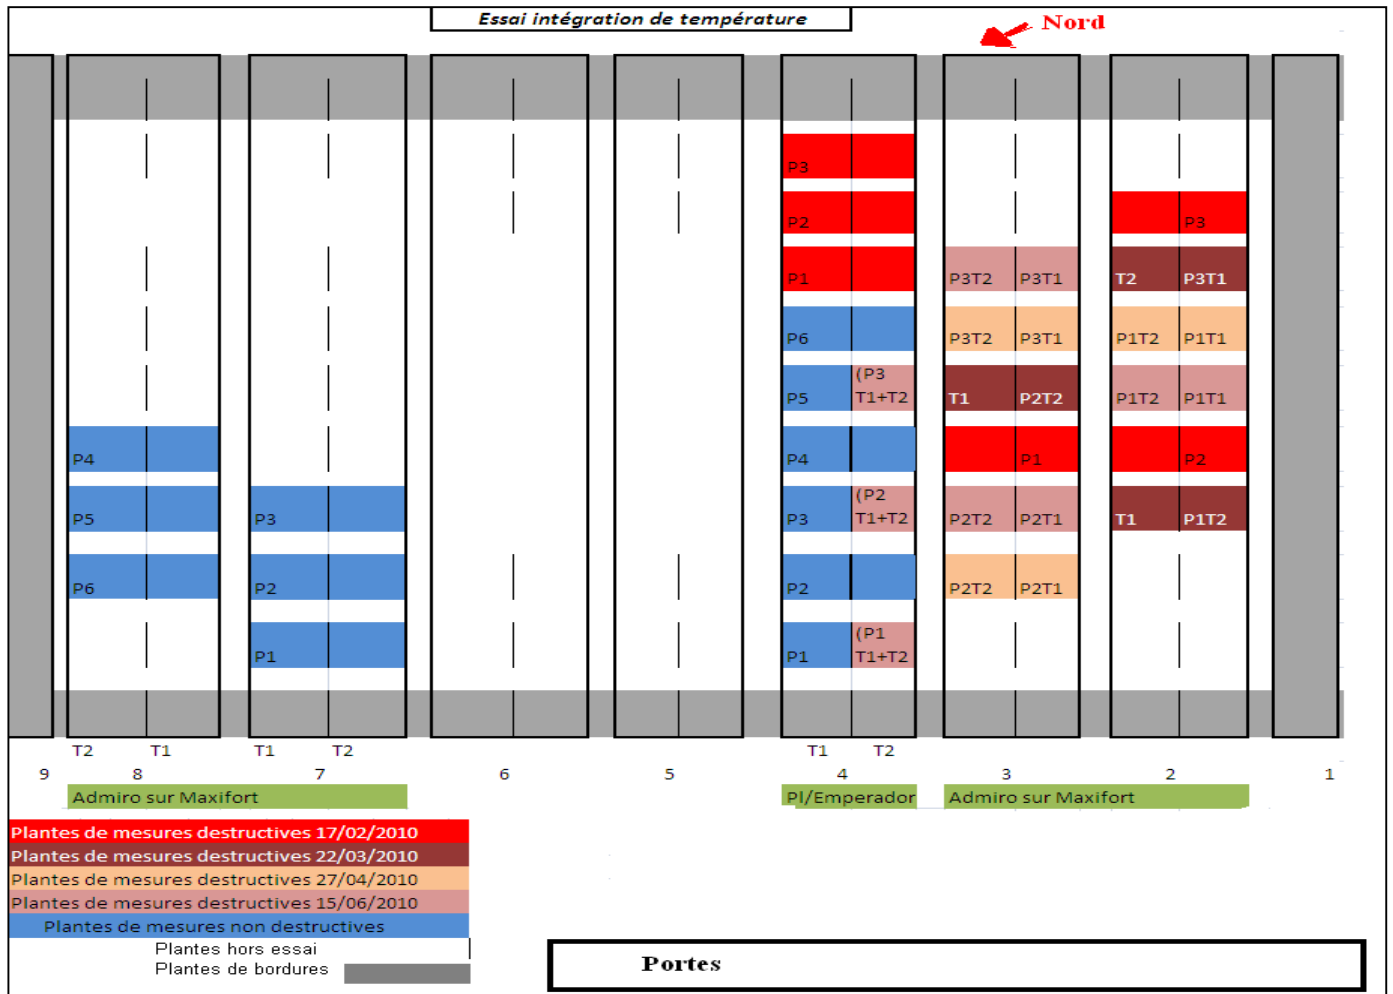 Essai intégration de température
Nord
P3
P2 P3
P1 P3T2 P3T1 T2 P3T1
P6 P3T2 P3T1 P1T2 P1T1
P5 (P3 T1+T2 T1 P2T2 P1T2 P1T1
P4 P4 P1 P2
P5 P3 P3 (P2 T1+T2 P2T2 P2T1 T1 P1T2
P6 P2 P2 P2T2 P2T1
P1 P1 (P1 T1+T2
T2 T1 T1 T2 T1 T2
9 8 7 6 5 4 3 2 1
Admiro sur Maxifort Pl/Emperador Admiro sur Maxifort
Plantes de mesures destructives 17/02/2010
Plantes de mesures destructives 22/03/2010
Plantes de mesures destructives 27/04/2010
Plantes de mesures destructives 15/06/2010
Plantes de mesures non destructives
Plantes hors essai
Plantes de bordures
Portes